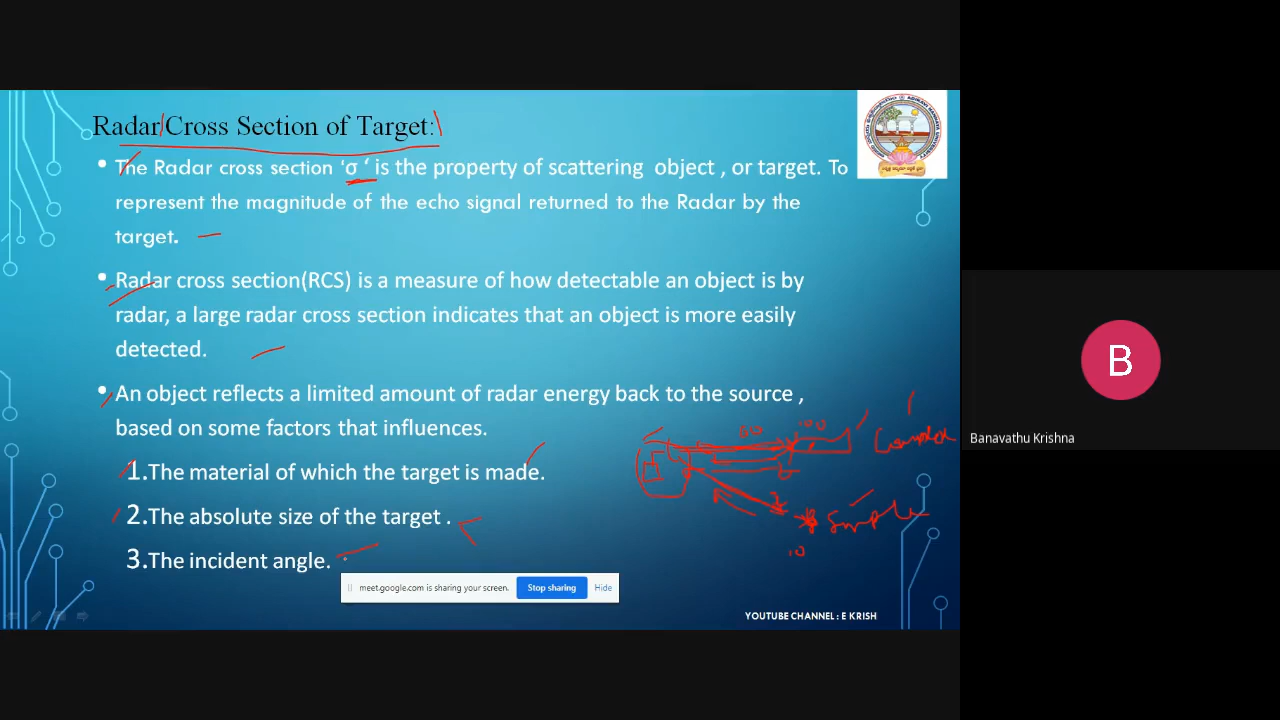 Radar Cross Section of Target:
• The Radar cross section ‘σ ‘ is the property of scattering object , or target. To
represent the magnitude of the echo signal returned to the Radar by the
target.
• Radar cross section(RCS) is a measure of how detectable an object is by
radar, a large radar cross section indicates that an object is more easily
detected.
• An object reflects a limited amount of radar energy back to the source ,
based on some factors that influences.
1.The material of which the target is made.
2.The absolute size of the target .
3.The incident angle.
50 100
Complex
Simple
10
meet.google.com is sharing your screen. Stop sharing Hide
YOUTUBE CHANNEL : E KRISH
B
Banavathu Krishna